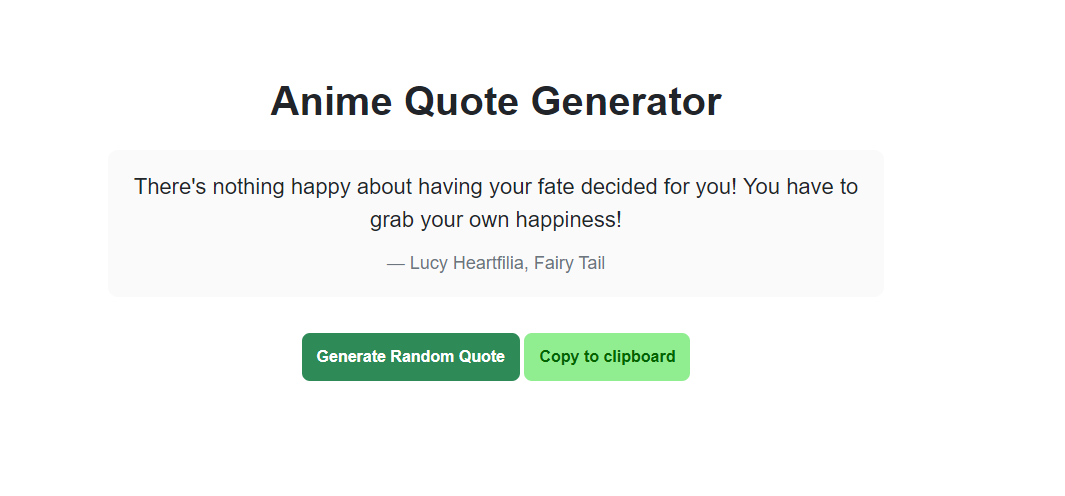 Anime Quote Generator
There's nothing happy about having your fate decided for you! You have to
grab your own happiness!
— Lucy Heartfilia, Fairy Tail
Generate Random Quote
Copy to clipboard